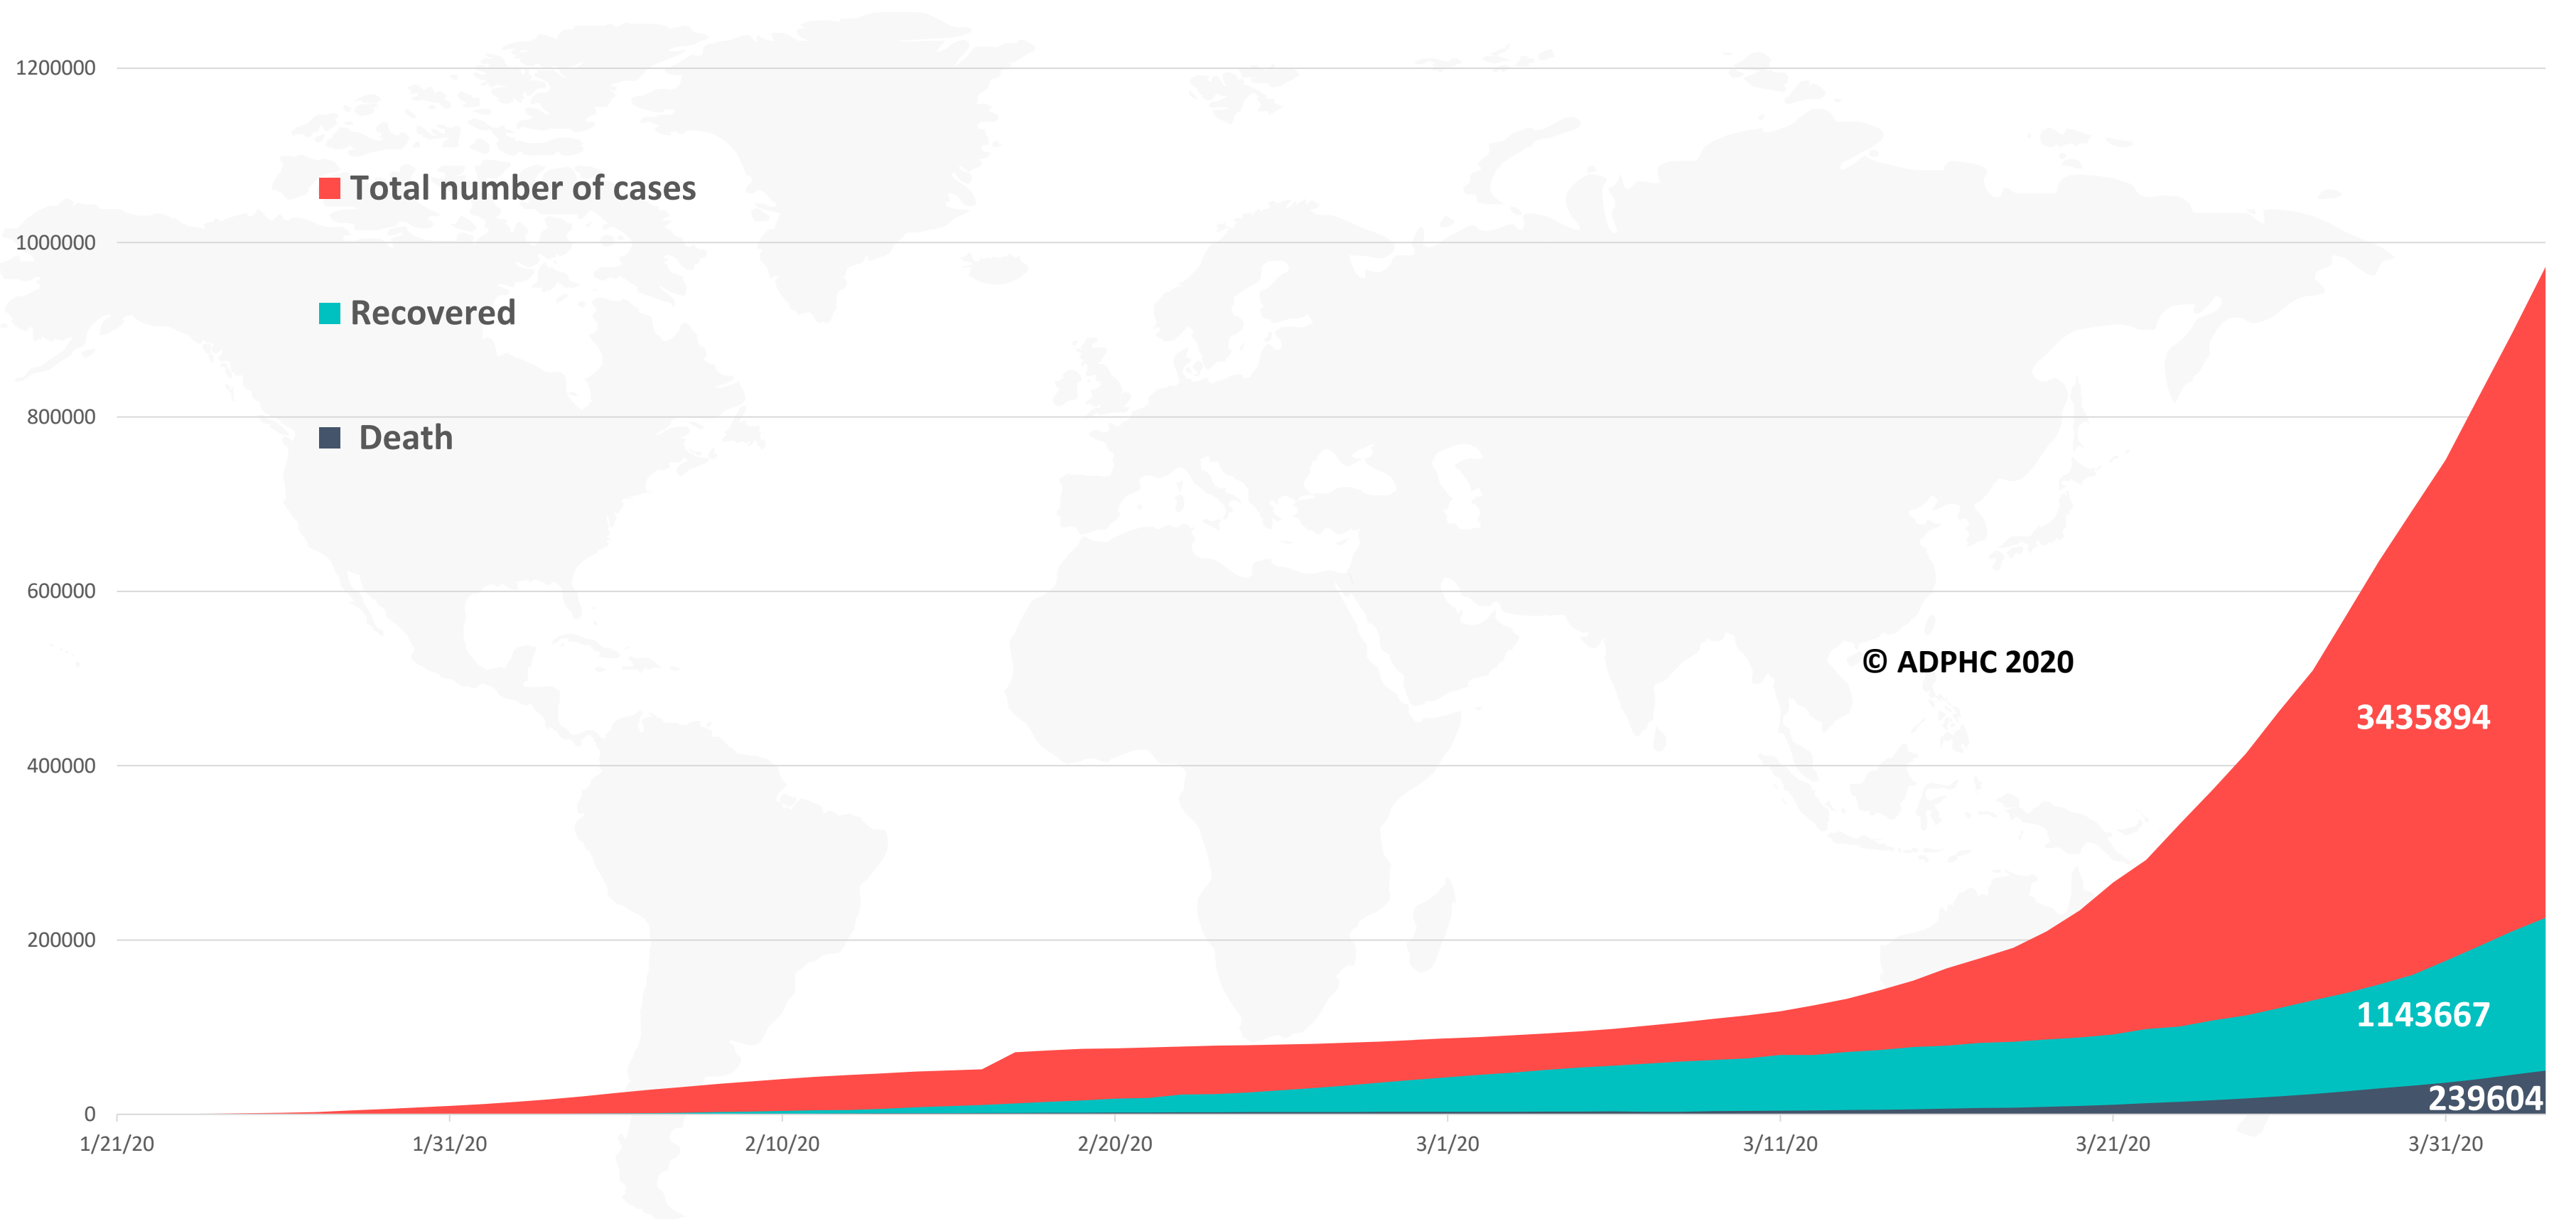 1200000
Total number of cases
1000000
Recovered
800000
Death
600000
© ADPHC 2020
3435894
400000
200000
1143667
239604
0
1/21/20 1/31/20 2/10/20 2/20/20 3/1/20 3/11/20 3/21/20 3/31/20